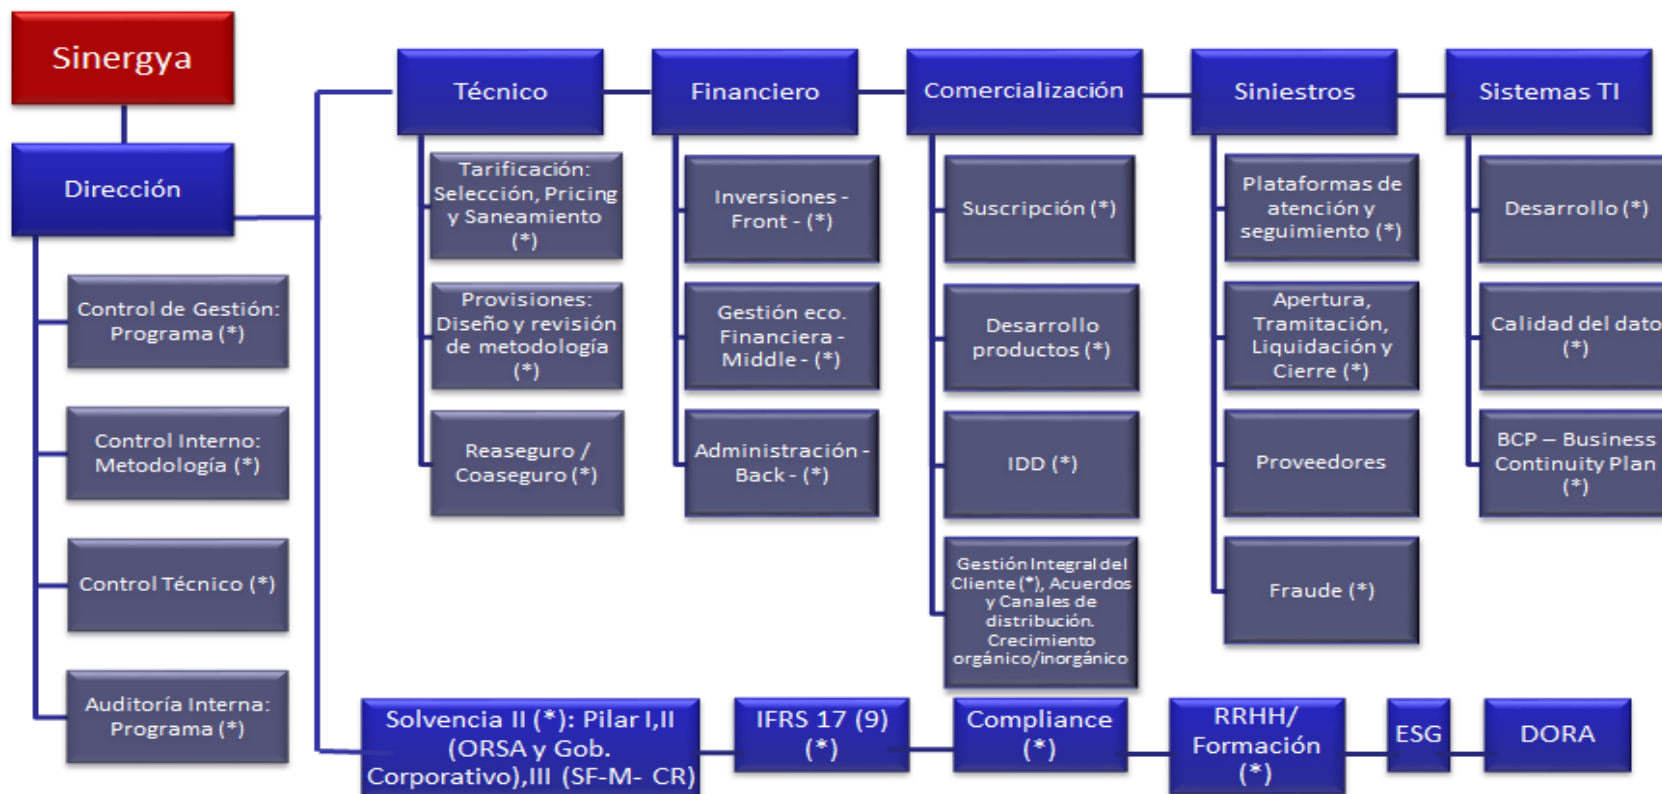 Sinergya
Dirección
Control de Gestión:
Programa (*)
Control Interno:
Metodología (*)
Control Técnico (*)
Auditoría Interna:
Programa (*)
Técnico
Tarificación:
Selección, Pricing
y Saneamiento
(*)
Provisiones:
Diseño y revisión
de metodología
(*)
Reaseguro /
Coaseguro (*)
Financiero
Inversiones -
Front - (*)
Gestión eco.
Financiera -
Middle - (*)
Administración -
Back - (*)
Comercialización
Suscripción (*)
Desarrollo
productos (*)
IDD (*)
Gestión Integral del
Cliente (*), Acuerdos
y Canales de
distribución.
Crecimiento
orgánico/inorgánico
Siniestros
Plataformas de
atención y
seguimiento (*)
Apertura,
Tramitación,
Liquidación y
Cierre (*)
Proveedores
Fraude (*)
Sistemas TI
Desarrollo (*)
Calidad del dato
(*)
BCP – Business
Continuity Plan
(*)
Solvencia II (*): Pilar I,II
(ORSA y Gob.
Corporativo),III (SF-M- CR)
IFRS 17 (9)
(*)
Compliance
(*)
RRHH/
Formación
(*)
ESG
DORA